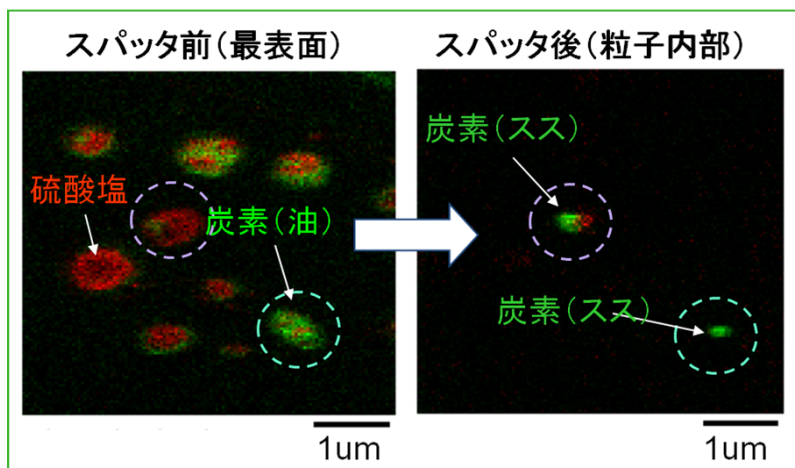 スパッタ前(最表面)
硫酸塩
炭素(油)
1um
スパッタ後(粒子内部)
炭素(スス)
炭素(スス)
1um